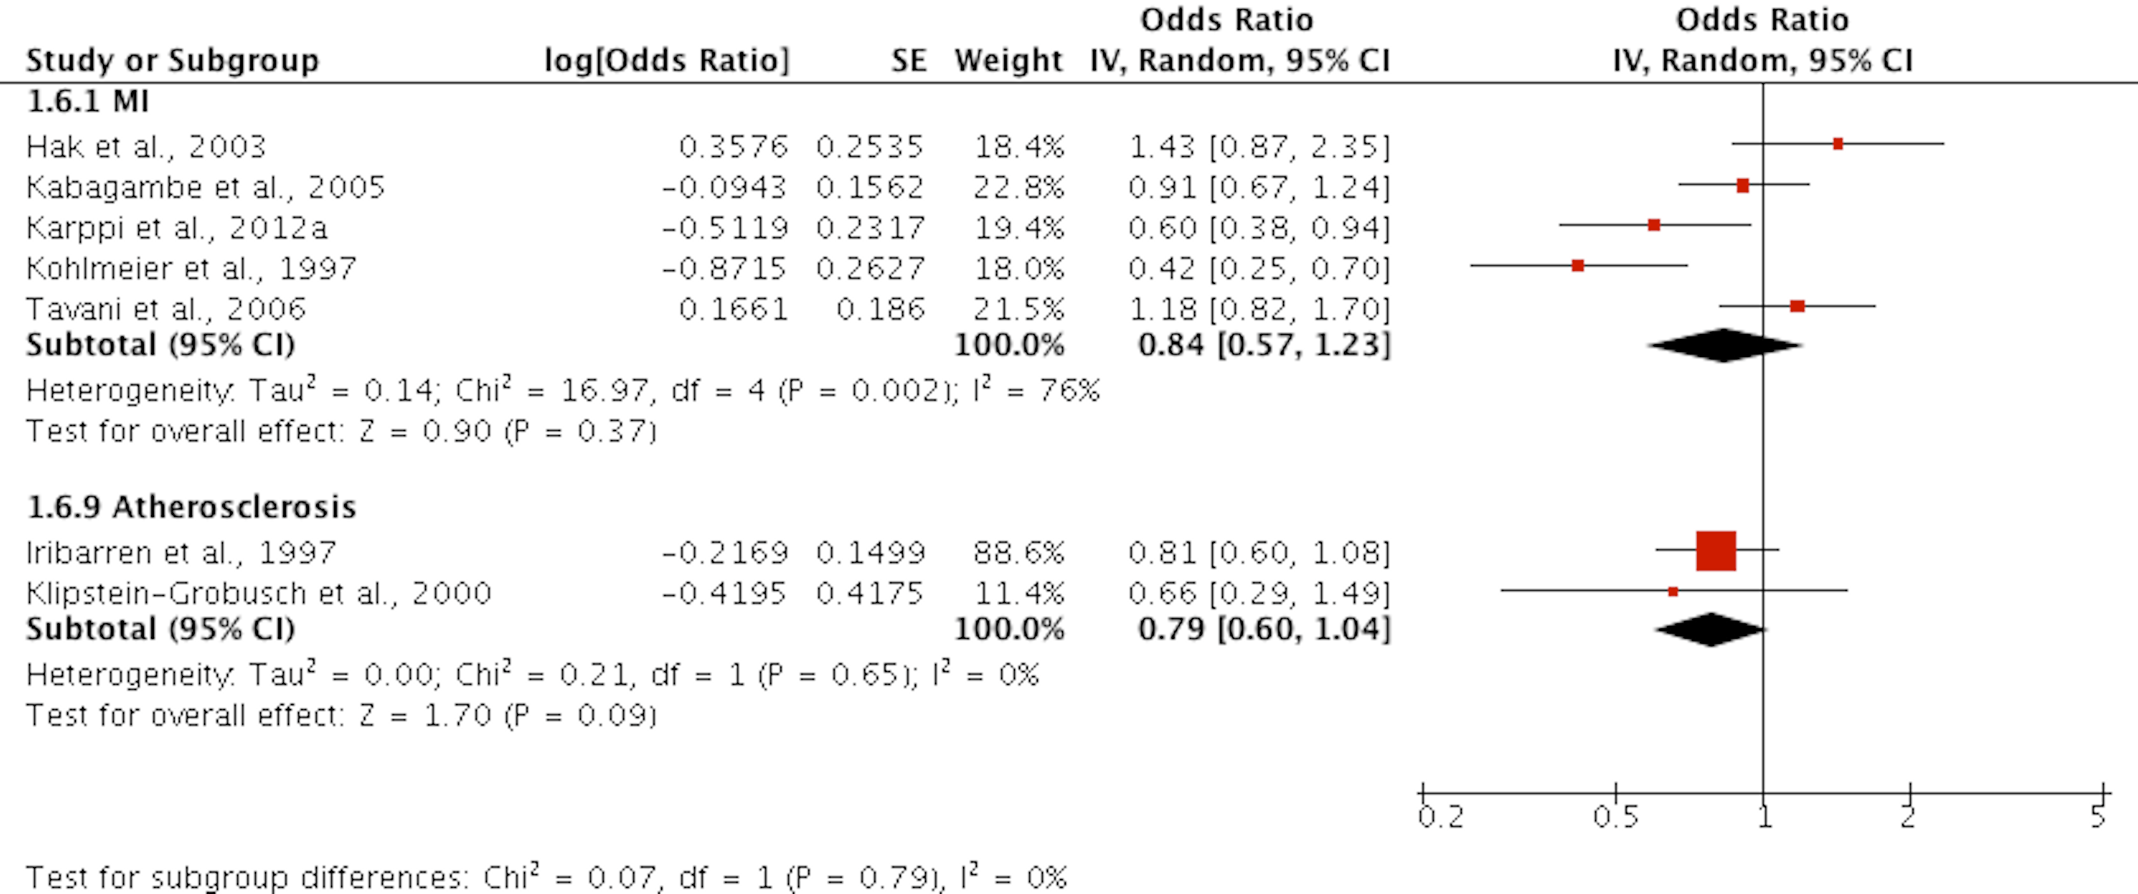 Odds Ratio Odds Ratio
Study or Subgroup log[Odds Ratio] SE Weight IV, Random, 95% CI IV, Random, 95% CI
1.6.1 MI
Hak et al., 2003 0.3576 0.2535 18.4% 1.43 [0.87, 2.35]
Kabagambe et al., 2005 -0.0943 0.1562 22.8% 0.91 [0.67, 1.24]
Karppi et al., 2012a -0.5119 0.2317 19.4% 0.60 [0.38, 0.94]
Kohlmeier et al., 1997 -0.8715 0.2627 18.0% 0.42 [0.25, 0.70]
Tavani et al., 2006 0.1661 0.186 21.5% 1.18 [0.82, 1.70]
Subtotal (95% CI) 100.0% 0.84 [0.57, 1.23]
Heterogeneity: Tau² = 0.14; Chi² = 16.97, df = 4 (P = 0.002); I² = 76%
Test for overall effect: Z = 0.90 (P = 0.37)
1.6.9 Atherosclerosis
Iribarren et al., 1997 -0.2169 0.1499 88.6% 0.81 [0.60, 1.08]
Klipstein-Grobusch et al., 2000 -0.4195 0.4175 11.4% 0.66 [0.29, 1.49]
Subtotal (95% CI) 100.0% 0.79 [0.60, 1.04]
Heterogeneity: Tau² = 0.00; Chi² = 0.21, df = 1 (P = 0.65); I² = 0%
Test for overall effect: Z = 1.70 (P = 0.09)
0.2 0.5 1 2 5
Test for subgroup differences: Chi² = 0.07, df = 1 (P = 0.79), I² = 0%